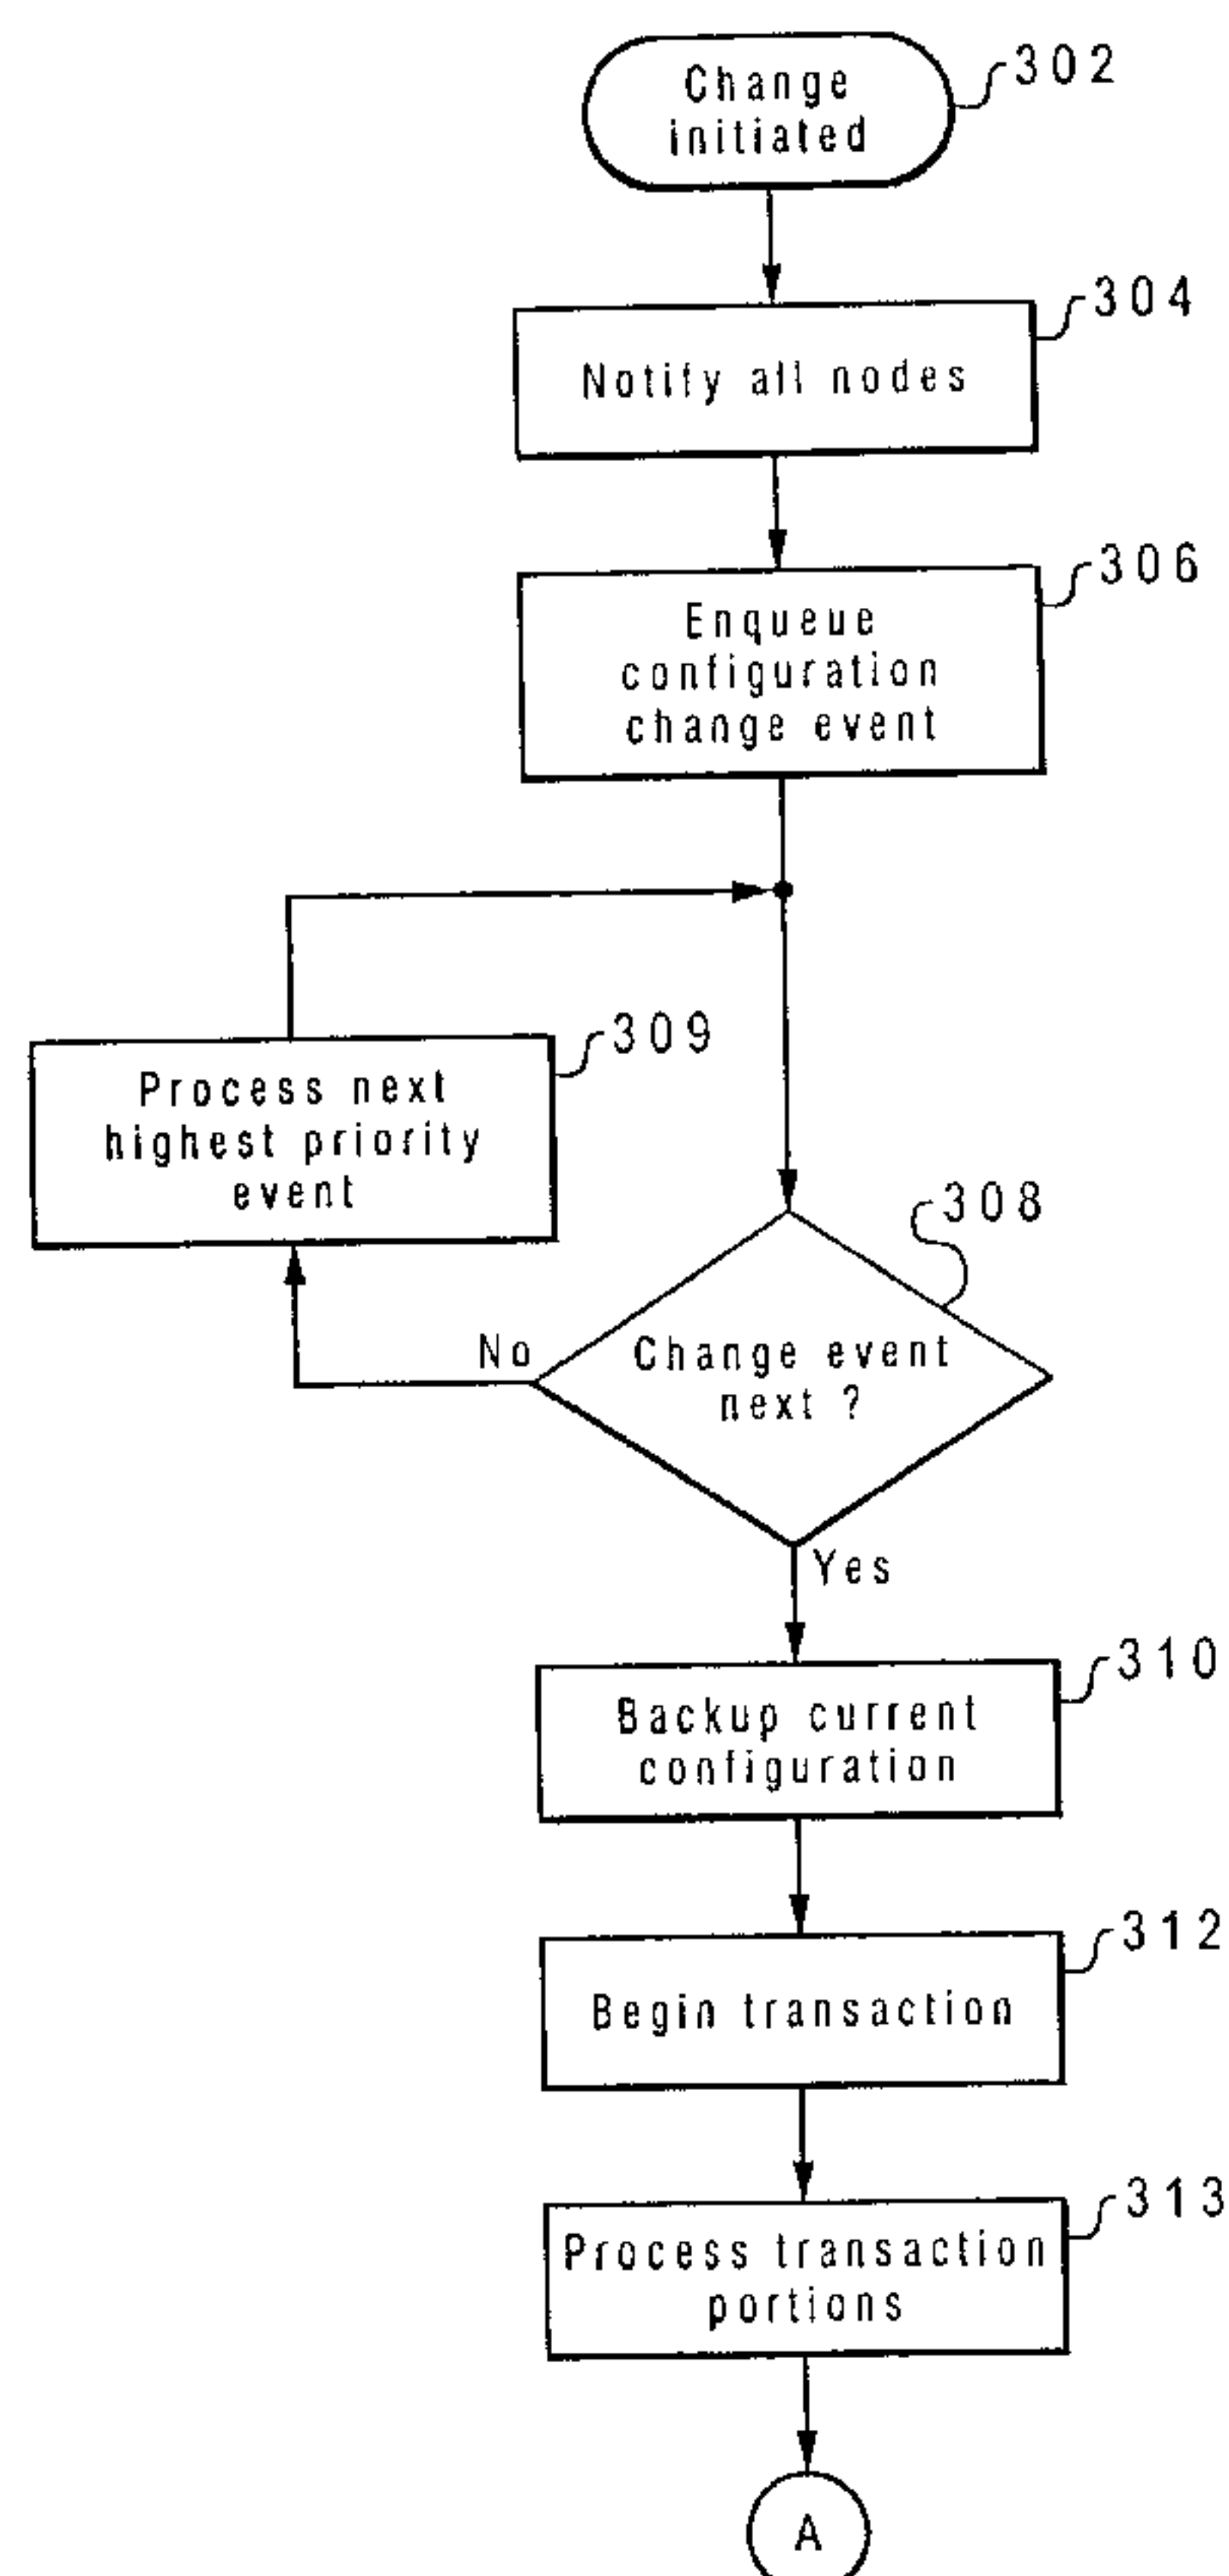 Change
initiated
302
Notify all nodes
304
Enqueue
configuration
change event
306
Process next
highest priority
event
309
Change event
next ?
308
No
Yes
Backup current
configuration
310
Begin transaction
312
Process transaction
portions
313
A